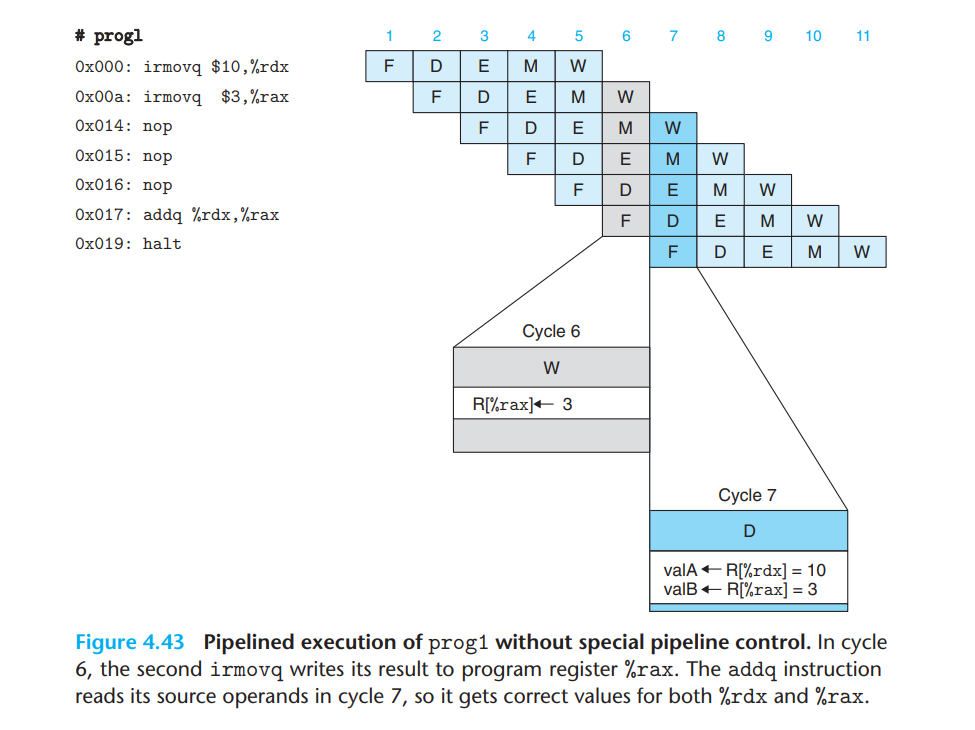 # prog1
1 2 3 4 5 6 7 8 9 10 11
0x000: irmovq $10,%rdx F D E M W
0x00a: irmovq $3,%rax F D E M W
0x014: nop F D E M W
0x015: nop F D E M W
0x016: nop F D E M W
0x017: addq %rdx,%rax F D E M W
0x019: halt F D E M W
Cycle 6
W
R[%rax]← 3
Cycle 7
D
valA ← R[%rdx] = 10
valB ← R[%rax] = 3
Figure 4.43 Pipelined execution of prog1 without special pipeline control. In cycle
6, the second irmovq writes its result to program register %rax. The addq instruction
reads its source operands in cycle 7, so it gets correct values for both %rdx and %rax.